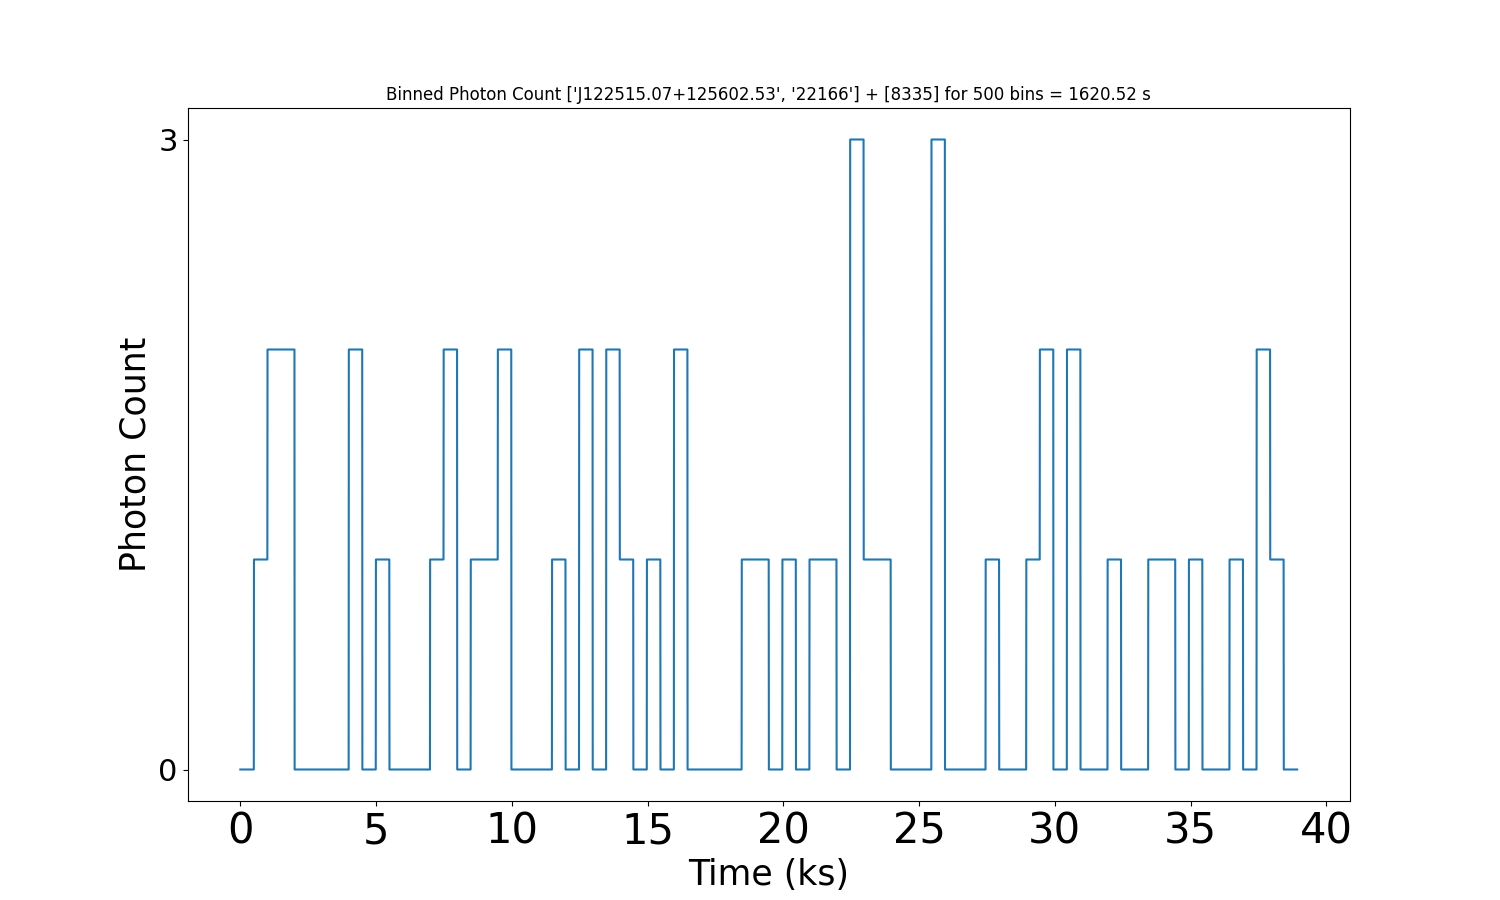 Binned Photon Count ['J122515.07+125602.53', '22166'] + [8335] for 500 bins = 1620.52 s
3
Photon Count
0
0 5 10 15 20 25 30 35 40
Time (ks)